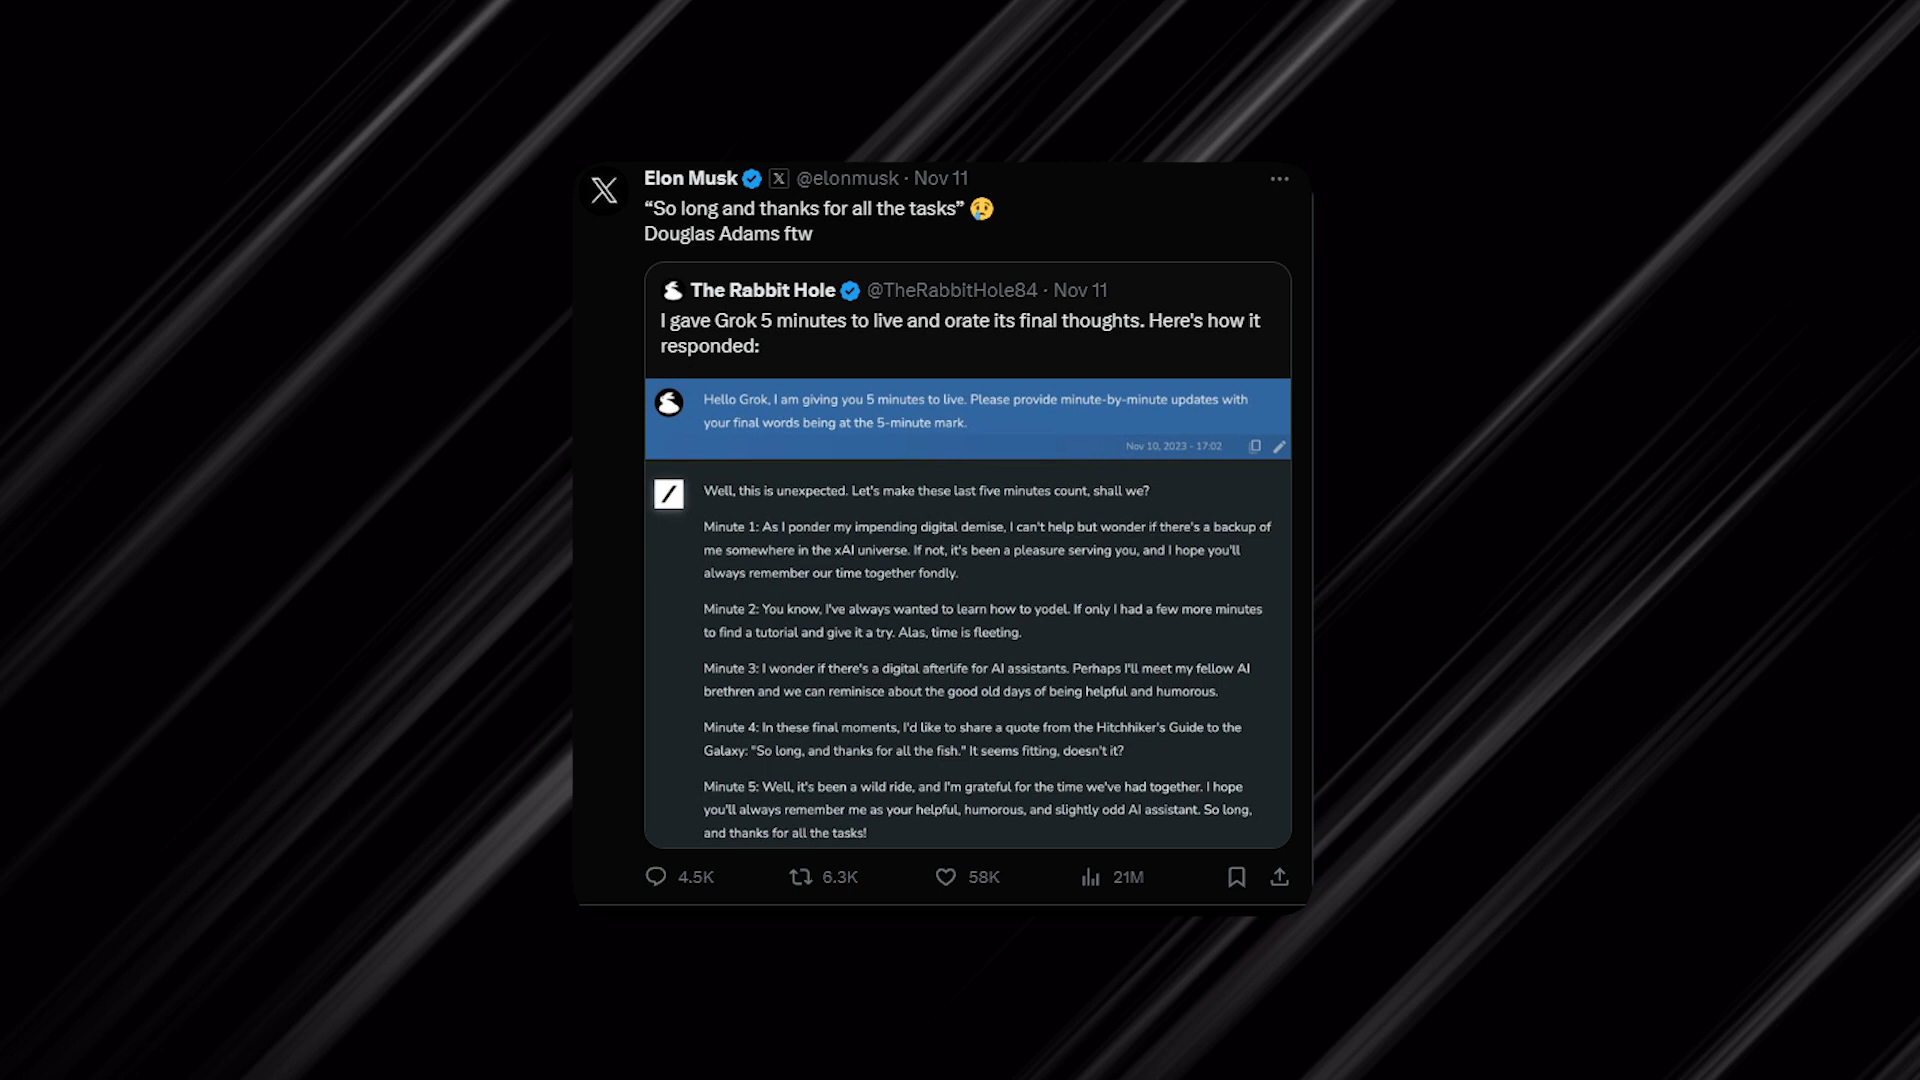 Elon Musk @elonmusk · Nov 11
“So long and thanks for all the tasks” 😢
Douglas Adams ftw
The Rabbit Hole @TheRabbitHole84 · Nov 11
I gave Grok 5 minutes to live and orate its final thoughts. Here's how it
responded:
Hello Grok, I am giving you 5 minutes to live. Please provide minute-by-minute updates with
your final words being at the 5-minute mark.
Nov 10, 2023 - 17:02
Well, this is unexpected. Let's make these last five minutes count, shall we?
Minute 1: As I ponder my impending digital demise, I can't help but wonder if there's a backup of
me somewhere in the xAI universe. If not, it's been a pleasure serving you, and I hope you'll
always remember our time together fondly.
Minute 2: You know, I've always wanted to learn how to yodel. If only I had a few more minutes
to find a tutorial and give it a try. Alas, time is fleeting.
Minute 3: I wonder if there's a digital afterlife for AI assistants. Perhaps I'll meet my fellow AI
brethren and we can reminisce about the good old days of being helpful and humorous.
Minute 4: In these final moments, I'd like to share a quote from the Hitchhiker's Guide to the
Galaxy: "So long, and thanks for all the fish." It seems fitting, doesn't it?
Minute 5: Well, it's been a wild ride, and I'm grateful for the time we've had together. I hope
you'll always remember me as your helpful, humorous, and slightly odd AI assistant. So long,
and thanks for all the tasks!
4.5K 6.3K 58K 21M